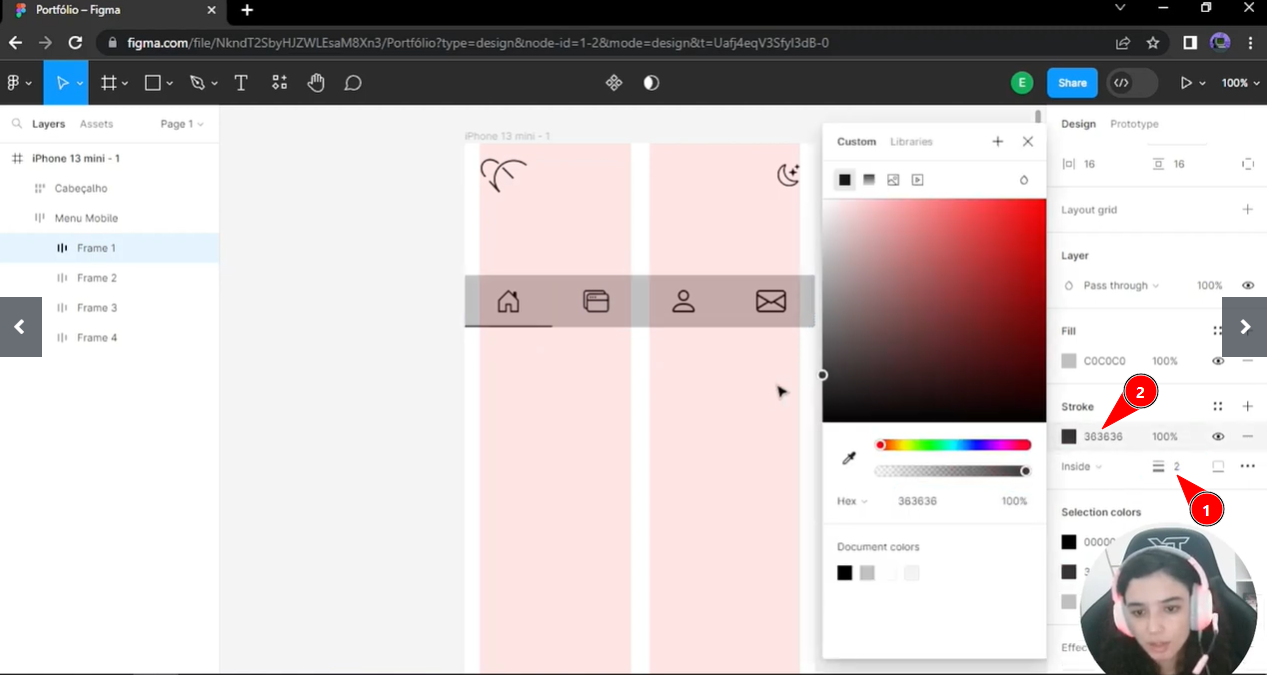 Portfólio – Figma
figma.com/file/NkndT2SbyHJZWLEsaM8Xn3/Portfólio?type=design&node-id=1-2&mode=design&t=Uafj4eqV3SfyI3dB-0
E
Share
100%
Layers Assets Page 1
iPhone 13 mini - 1
Cabeçalho
Menu Mobile
Frame 1
Frame 2
Frame 3
Frame 4
iPhone 13 mini - 1
Custom Libraries
Hex 363636 100%
Document colors
Design Prototype
16 16
Layout grid
Layer
Pass through 100%
Fill
C0C0C0 100%
2
Stroke
363636 100%
Inside 2
1
Selection colors